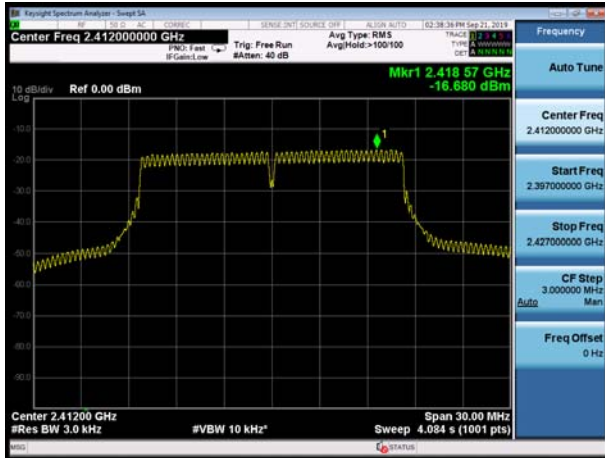 Keysight Spectrum Analyzer - Swept SA
RF 50 Ω AC CORREC SENSE:INT SOURCE OFF ALIGN AUTO 02:38:36 PM Sep 21, 2019
Center Freq 2.412000000 GHz
PNO: Fast
IFGain:Low
Trig: Free Run
#Atten: 40 dB
Avg Type: RMS
Avg|Hold:>100/100
TRACE 1 2 3 4 5 6
TYPE A WWWWW
DET A N N N N N
Mkr1 2.418 57 GHz
-16.680 dBm
10 dB/div Ref 0.00 dBm
Log
1
-10.0
-20.0
-30.0
-40.0
-50.0
-60.0
-70.0
-80.0
-90.0
Center 2.41200 GHz
Span 30.00 MHz
#Res BW 3.0 kHz
#VBW 10 kHz*
Sweep 4.084 s (1001 pts)
MSG
STATUS
Frequency
Auto Tune
Center Freq
2.412000000 GHz
Start Freq
2.397000000 GHz
Stop Freq
2.427000000 GHz
CF Step
3.000000 MHz
Auto Man
Freq Offset
0 Hz